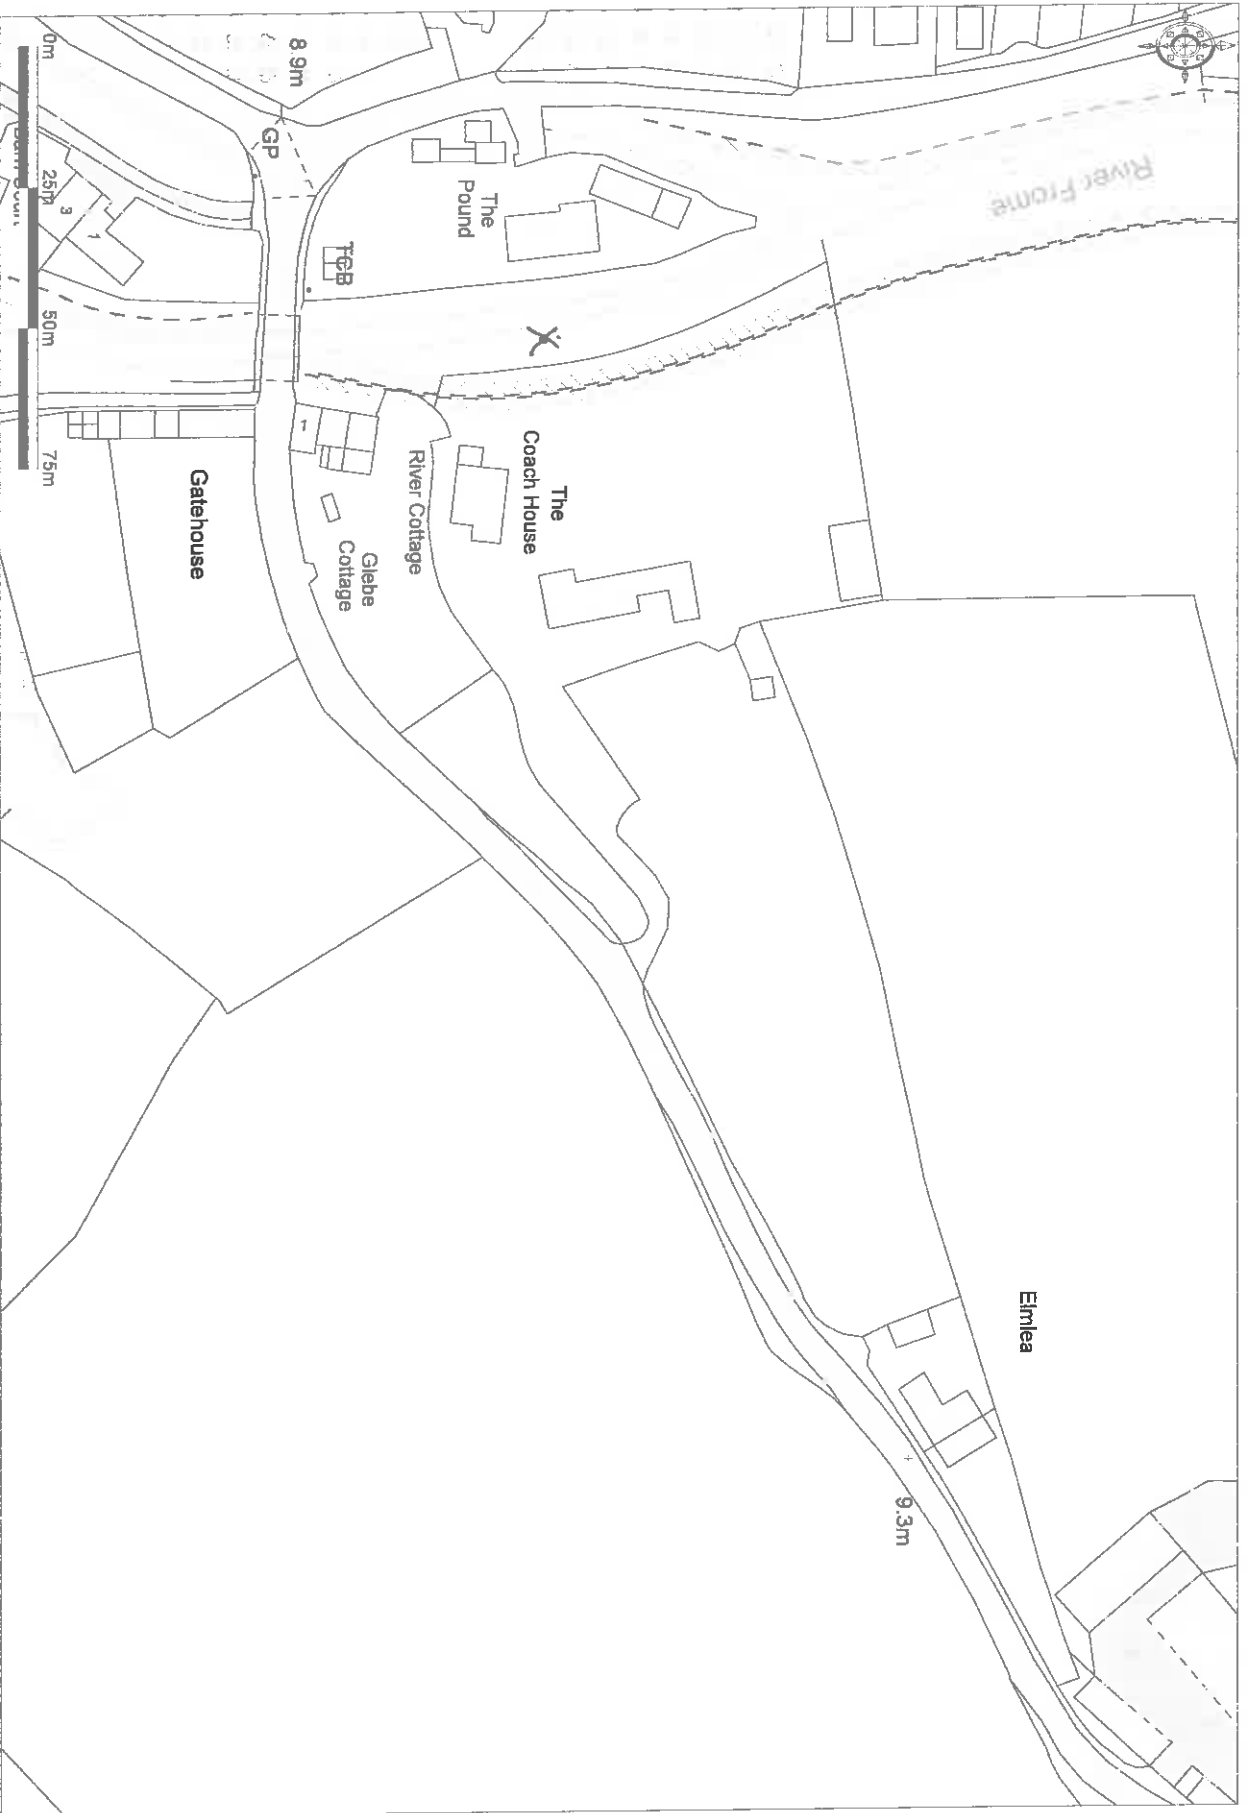 River Frome
8.9m
GP
The
Pound
TCB
The
Coach House
River Cottage
1
Glebe
Cottage
Gatehouse
Elmlea
9.3m
3
0m
25m
50m
75m